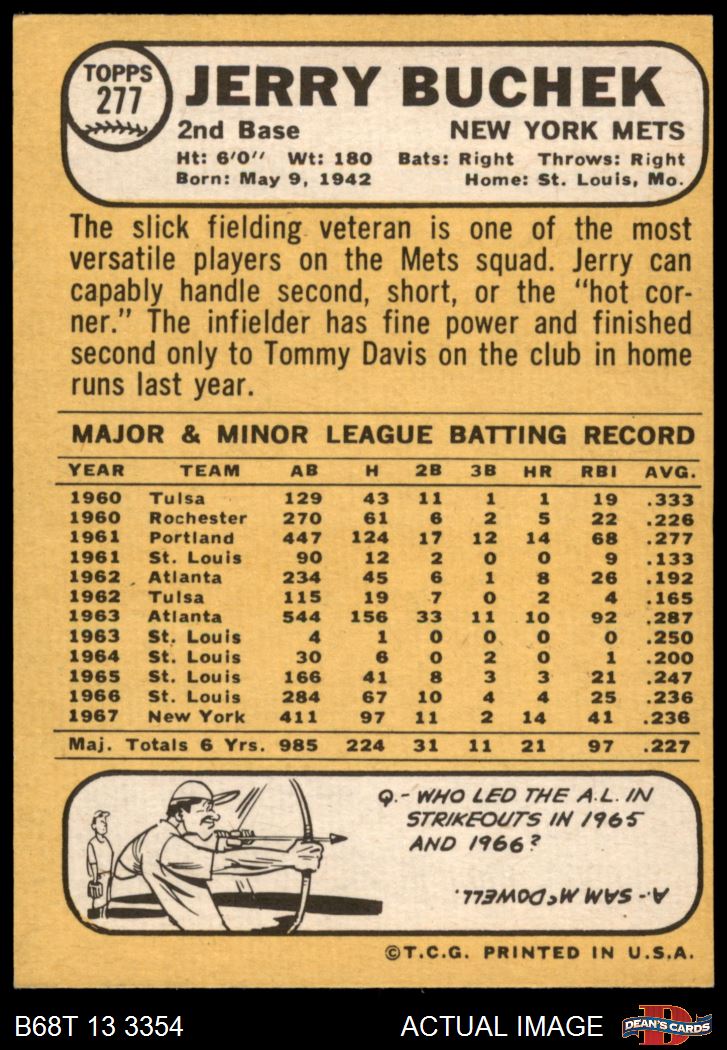 TOPPS
277
JERRY BUCHEK
2nd Base NEW YORK METS
Ht: 6'0" Wt: 180 Bats: Right Throws: Right
Born: May 9, 1942 Home: St. Louis, Mo.
The slick fielding veteran is one of the most
versatile players on the Mets squad. Jerry can
capably handle second, short, or the "hot cor-
ner." The infielder has fine power and finished
second only to Tommy Davis on the club in home
runs last year.
MAJOR & MINOR LEAGUE BATTING RECORD
YEAR TEAM AB H 2B 3B HR RBI AVG.
1960 Tulsa 129 43 11 1 1 19 .333
1960 Rochester 270 61 6 2 5 22 .226
1961 Portland 447 124 17 12 14 68 .277
1961 St. Louis 90 12 2 0 0 9 .133
1962 Atlanta 234 45 6 1 8 26 .192
1962 Tulsa 115 19 7 0 2 4 .165
1963 Atlanta 544 156 33 11 10 92 .287
1963 St. Louis 4 1 0 0 0 0 .250
1964 St. Louis 30 6 0 2 0 1 .200
1965 St. Louis 166 41 8 3 3 21 .247
1966 St. Louis 284 67 10 4 4 25 .236
1967 New York 411 97 11 2 14 41 .236
Maj. Totals 6 Yrs. 985 224 31 11 21 97 .227
Q.- WHO LED THE A.L. IN
STRIKEOUTS IN 1965
AND 1966?
A.- SAM McDOWELL.
©T.C.G. PRINTED IN U.S.A.
B68T 13 3354 ACTUAL IMAGE
D
DEAN'S CARDS